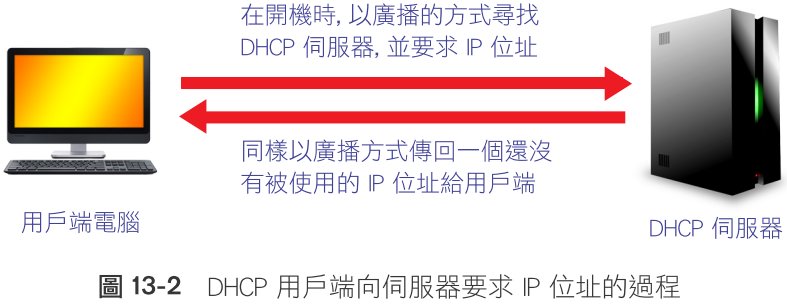 在開機時, 以廣播的方式尋找
DHCP 伺服器, 並要求 IP 位址
同樣以廣播方式傳回一個還沒
有被使用的 IP 位址給用戶端
用戶端電腦
DHCP 伺服器
圖 13-2 DHCP 用戶端向伺服器要求 IP 位址的過程